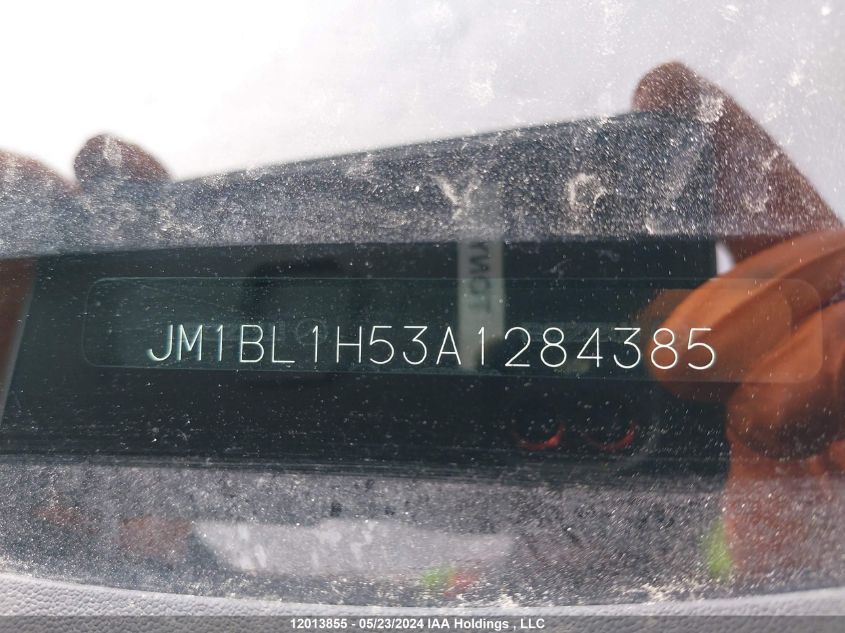 JM1BL1H53A1284385
12013855 - 05/23/2024 IAA Holdings , LLC